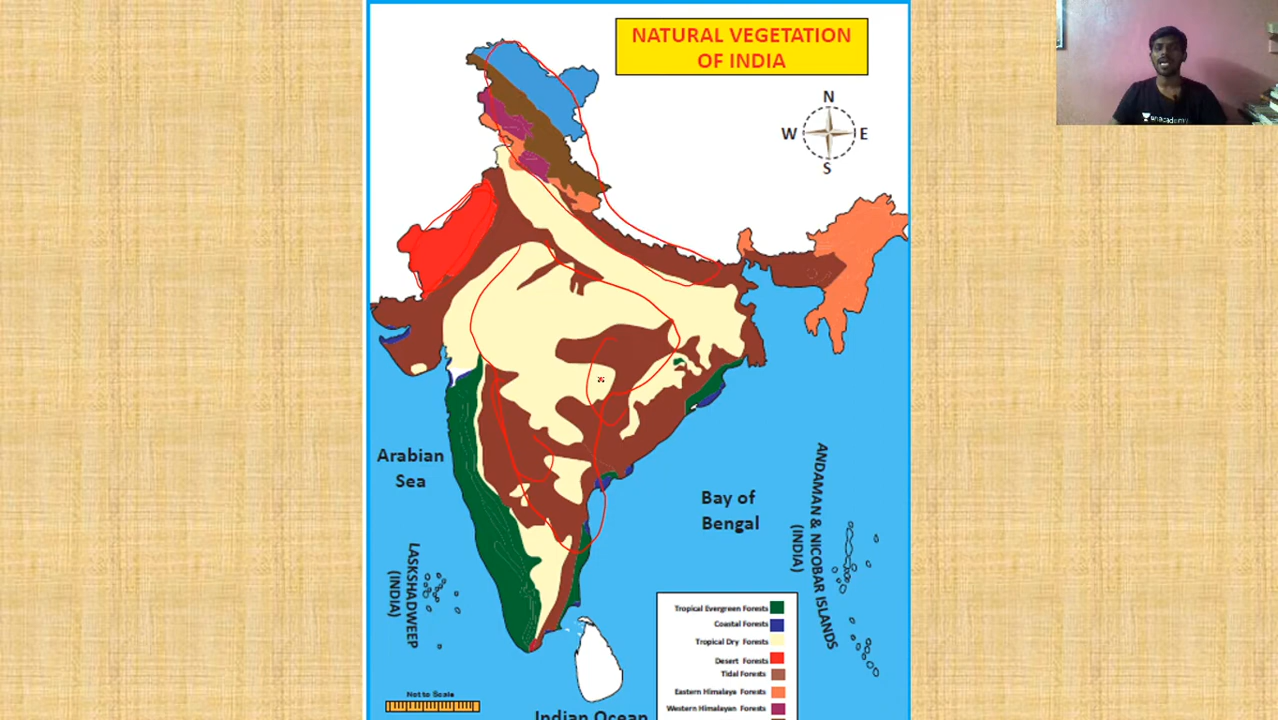 NATURAL VEGETATION
OF INDIA
N
W
E
S
unacademy
Arabian
Sea
Bay of
Bengal
ANDAMAN & NICOBAR ISLANDS
(INDIA)
LASKSHADWEEP
(INDIA)
Tropical Evergreen Forests
Coastal Forests
Tropical Dry Forests
Desert Forests
Tidal Forests
Eastern Himalaya Forests
Western Himalayan Forests
Not to Scale
Indian Ocean